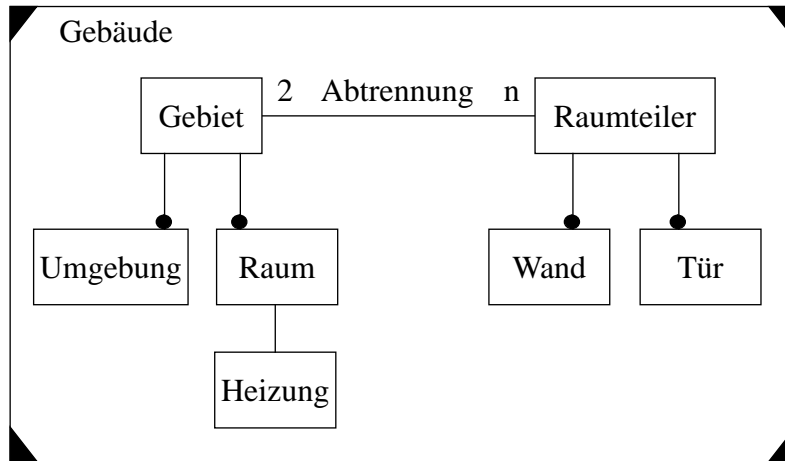 Gebäude
2 Abtrennung n
Gebiet
Raumteiler
Umgebung
Raum
Wand
Tür
Heizung